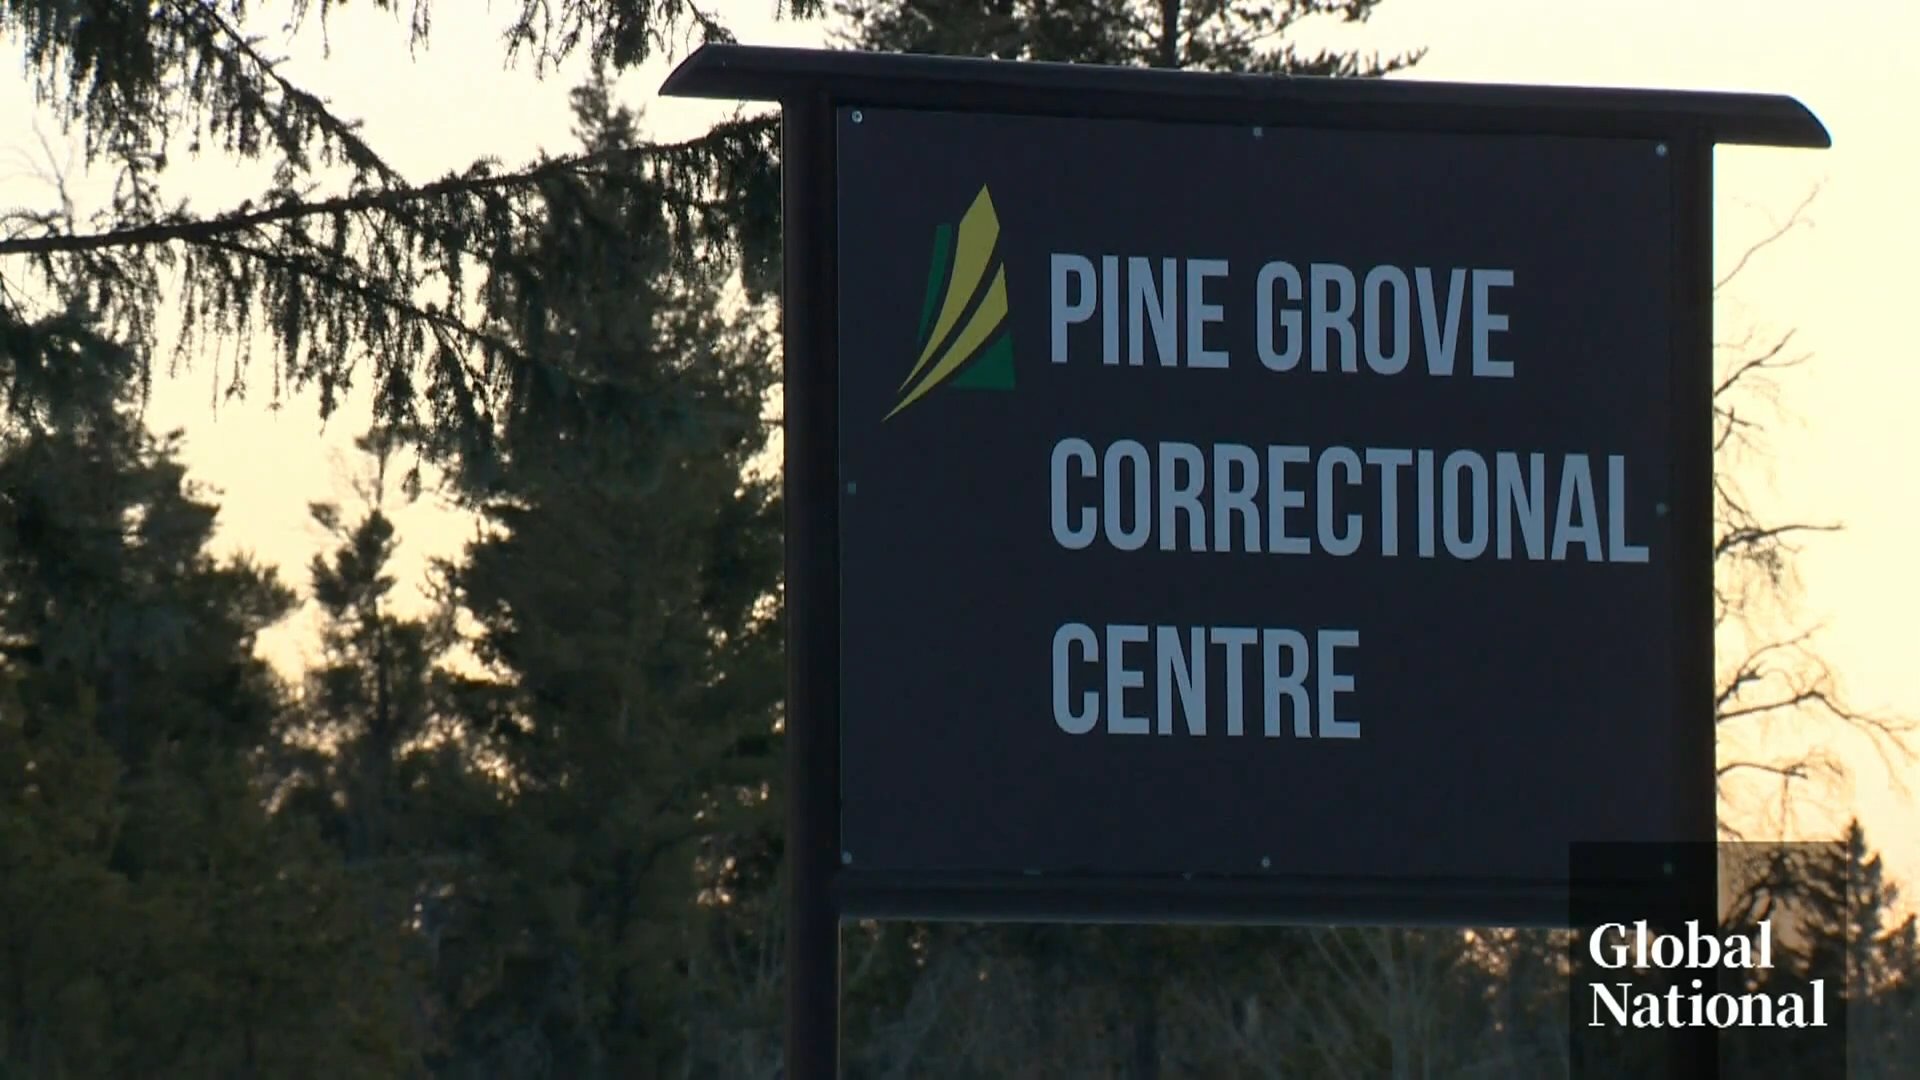 PINE GROVE
CORRECTIONAL
CENTRE
Global
National